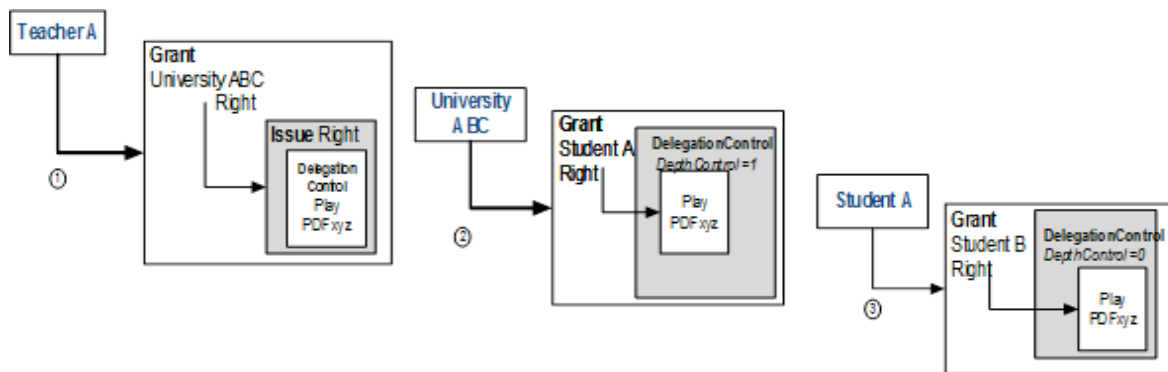 Teacher A
①
Grant
University ABC
Right
Issue Right
Delegation
Control
Play
PDFxyz
University
ABC
②
Grant
Student A
Right
DelegationControl
DepthControl=1
Play
PDFxyz
Student A
③
Grant
Student B
Right
DelegationControl
DepthControl=0
Play
PDFxyz